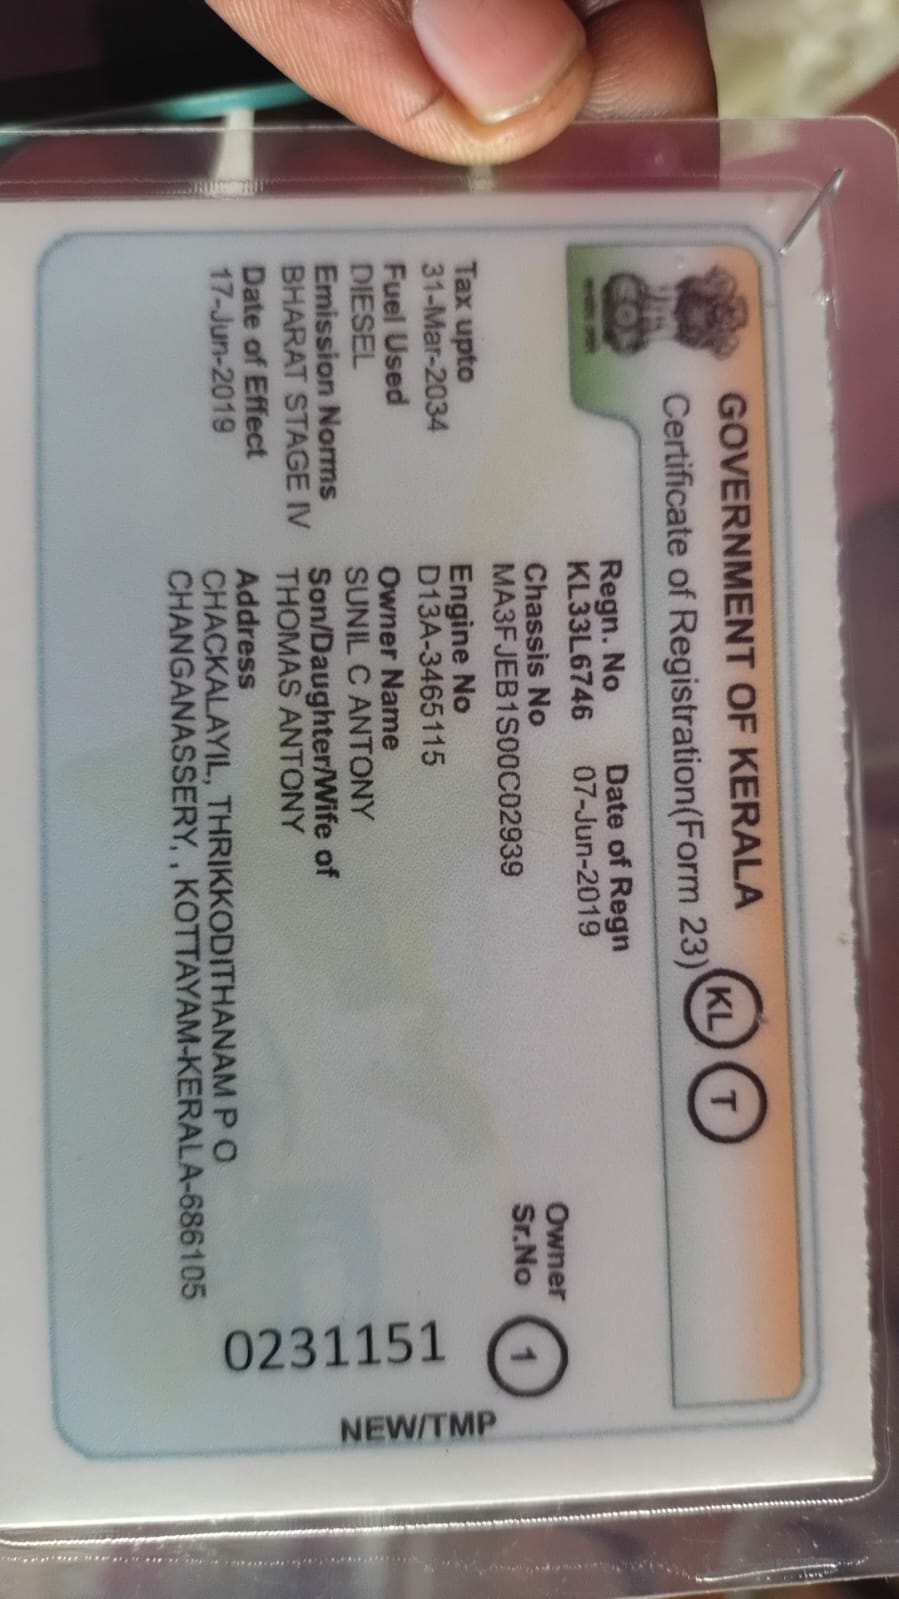 GOVERNMENT OF KERALA KL T
Certificate of Registration(Form 23)
Regn. No Date of Regn
KL33L6746 07-Jun-2019
Chassis No
MA3FJEB1S00C02939
Owner
Sr.No 1
Tax upto
31-Mar-2034
Engine No
D13A-3465115
Fuel Used
DIESEL
Owner Name
SUNIL C ANTONY
Emission Norms
BHARAT STAGE IV
Son/Daughter/Wife of
THOMAS ANTONY
Date of Effect
17-Jun-2019
Address
CHACKALAYIL, THRIKKODITHANAM P O
CHANGANASSERY, , KOTTAYAM-KERALA-686105
0231151
NEW/TMP